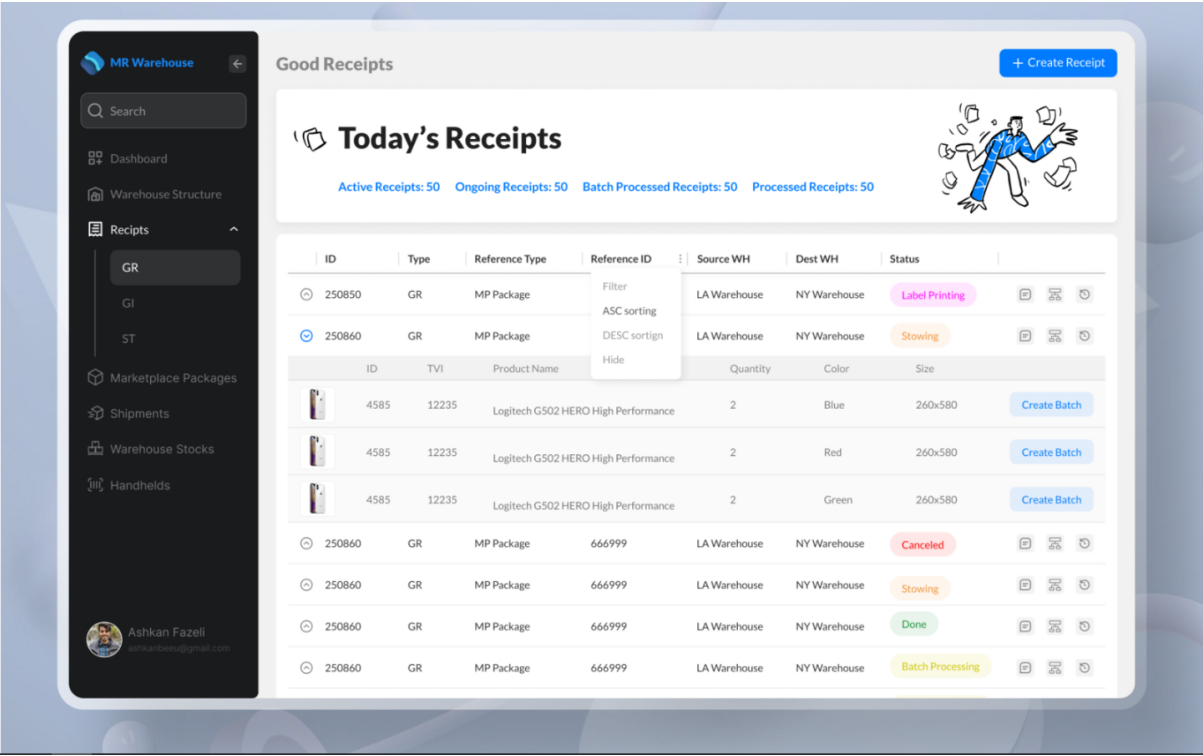 MR Warehouse
Search
Dashboard
Warehouse Structure
Recipts
GR
GI
ST
Marketplace Packages
Shipments
Warehouse Stocks
Handhelds
Ashkan Fazeli
ashkanbeeu@gmail.com
Good Receipts
+ Create Receipt
Today's Receipts
Active Receipts: 50 Ongoing Receipts: 50 Batch Processed Receipts: 50 Processed Receipts: 50
ID Type Reference Type Reference ID Source WH Dest WH Status
Filter
ASC sorting
DESC sortign
Hide
250850 GR MP Package LA Warehouse NY Warehouse Label Printing
250860 GR MP Package LA Warehouse NY Warehouse Stowing
ID TVI Product Name Quantity Color Size
4585 12235 Logitech G502 HERO High Performance 2 Blue 260x580 Create Batch
4585 12235 Logitech G502 HERO High Performance 2 Red 260x580 Create Batch
4585 12235 Logitech G502 HERO High Performance 2 Green 260x580 Create Batch
250860 GR MP Package 666999 LA Warehouse NY Warehouse Canceled
250860 GR MP Package 666999 LA Warehouse NY Warehouse Stowing
250860 GR MP Package 666999 LA Warehouse NY Warehouse Done
250860 GR MP Package 666999 LA Warehouse NY Warehouse Batch Processing